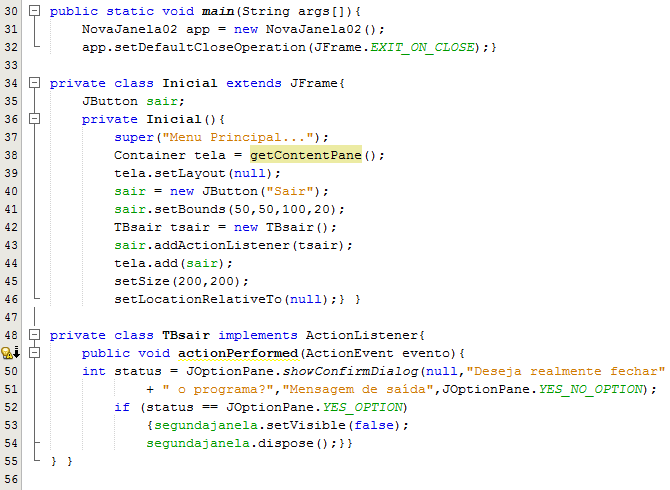 30 public static void main(String args[]){
31 NovaJanela02 app = new NovaJanela02();
32 app.setDefaultCloseOperation(JFrame.EXIT_ON_CLOSE);}
33
34 private class Inicial extends JFrame{
35 JButton sair;
36 private Inicial(){
37 super("Menu Principal...");
38 Container tela = getContentPane();
39 tela.setLayout(null);
40 sair = new JButton("Sair");
41 sair.setBounds(50,50,100,20);
42 TBsair tsair = new TBsair();
43 sair.addActionListener(tsair);
44 tela.add(sair);
45 setSize(200,200);
46 setLocationRelativeTo(null);} }
47
48 private class TBsair implements ActionListener{
public void actionPerformed(ActionEvent evento){
50 int status = JOptionPane.showConfirmDialog(null,"Deseja realmente fechar"
51 + " o programa?","Mensagem de saída",JOptionPane.YES_NO_OPTION);
52 if (status == JOptionPane.YES_OPTION)
53 {segundajanela.setVisible(false);
54 segundajanela.dispose();}}
55 } }
56